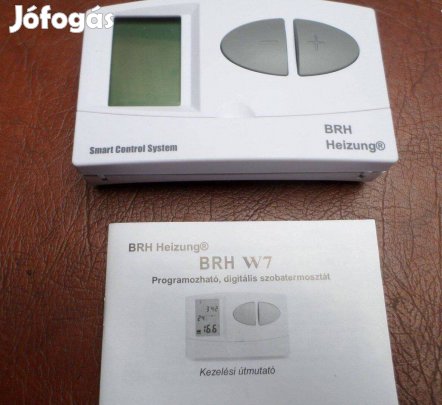 Jófogás
Smart Control System
BRH
Heizung®
BRH Heizung®
BRH W7
Programozható, digitális szobatermosztát
Kezelési útmutató